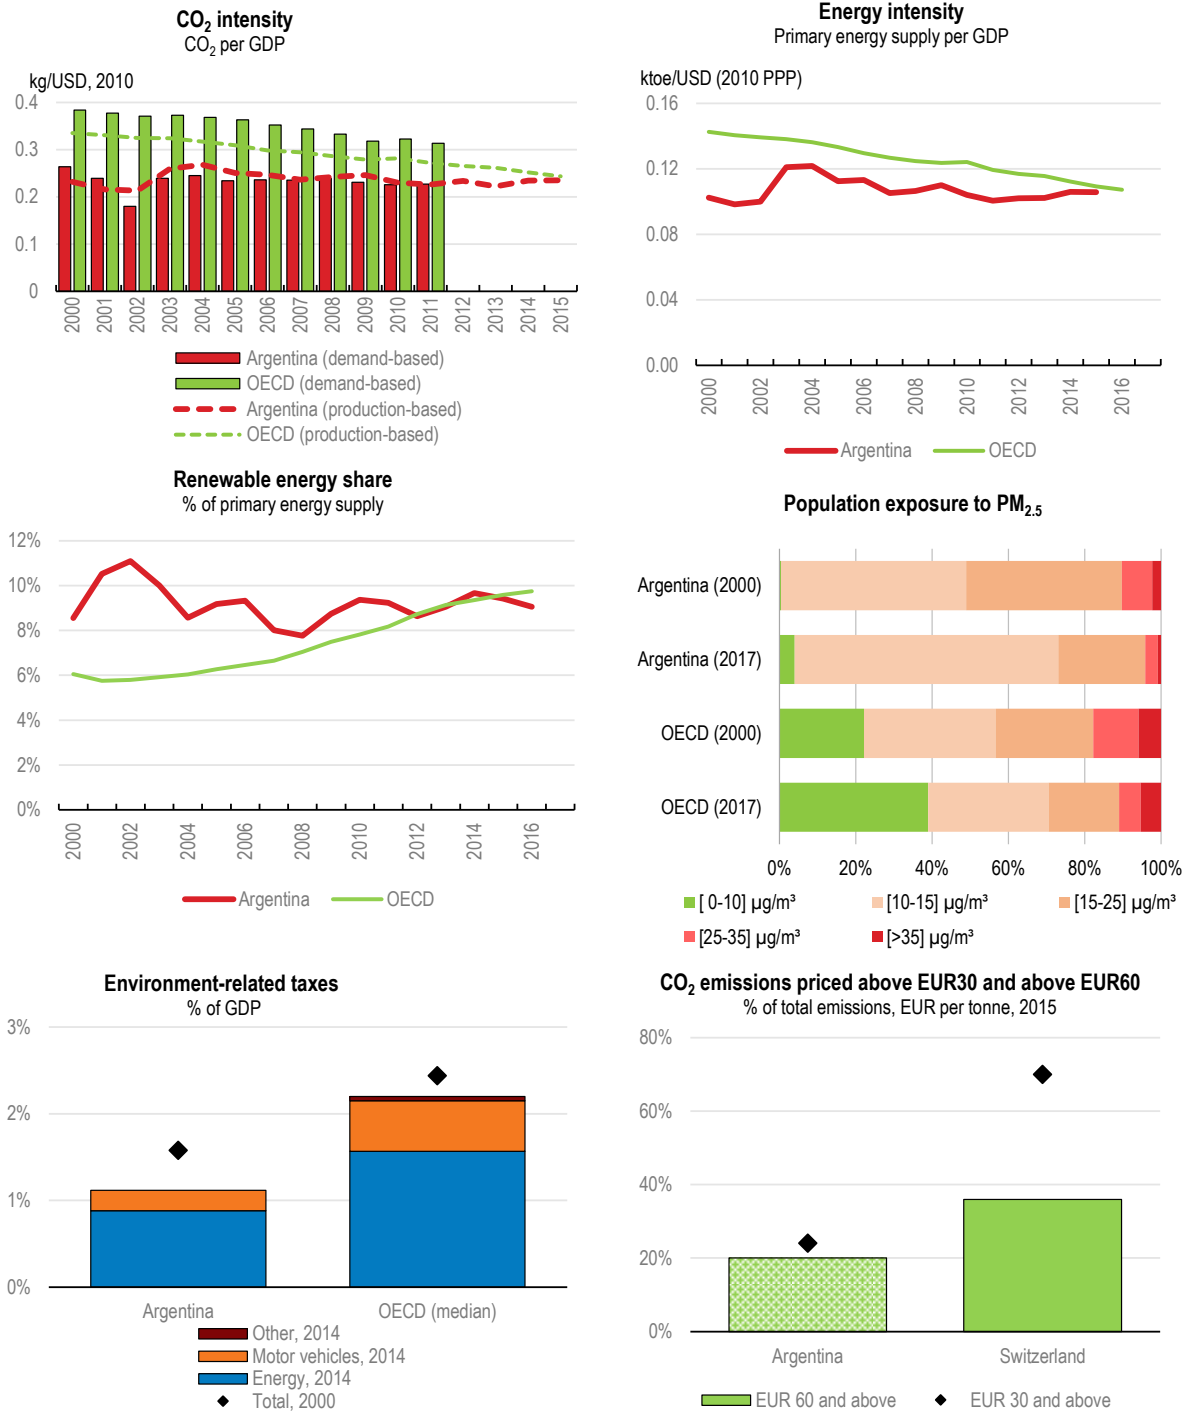 CO₂ intensity
CO₂ per GDP
kg/USD, 2010
0.4
0.3
0.2
0.1
0
2000
2001
2002
2003
2004
2005
2006
2007
2008
2009
2010
2011
2012
2013
2014
2015
Argentina (demand-based)
OECD (demand-based)
Argentina (production-based)
OECD (production-based)
Energy intensity
Primary energy supply per GDP
ktoe/USD (2010 PPP)
0.16
0.12
0.08
0.04
0.00
2000
2002
2004
2006
2008
2010
2012
2014
2016
Argentina OECD
Renewable energy share
% of primary energy supply
12%
10%
8%
6%
4%
2%
0%
2000
2002
2004
2006
2008
2010
2012
2014
2016
Argentina OECD
Population exposure to PM₂.₅
Argentina (2000)
Argentina (2017)
OECD (2000)
OECD (2017)
0% 20% 40% 60% 80% 100%
[ 0-10] µg/m³ [10-15] µg/m³ [15-25] µg/m³
[25-35] µg/m³ [>35] µg/m³
Environment-related taxes
% of GDP
3%
2%
1%
0%
Argentina OECD (median)
Other, 2014
Motor vehicles, 2014
Energy, 2014
Total, 2000
CO₂ emissions priced above EUR30 and above EUR60
% of total emissions, EUR per tonne, 2015
80%
60%
40%
20%
0%
Argentina Switzerland
EUR 60 and above EUR 30 and above